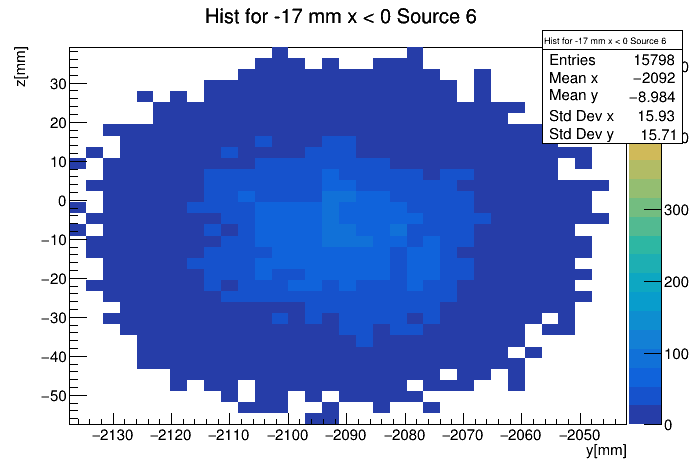 Hist for -17 mm x < 0 Source 6
z[mm]
Hist for -17 mm x < 0 Source 6
Entries 15798
Mean x −2092
Mean y −8.984
Std Dev x 15.93
Std Dev y 15.71
30
20
10
0
−10
−20
−30
−40
−50
0
0
300
200
100
0
−2130 −2120 −2110 −2100 −2090 −2080 −2070 −2060 −2050
y[mm]